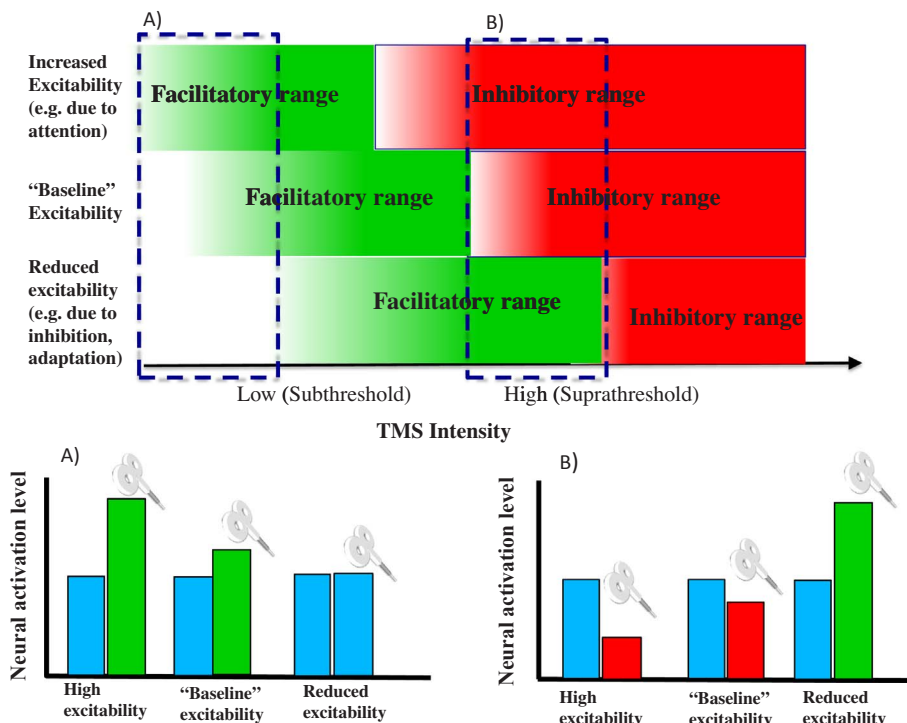 A)
B)
Increased
Excitability
(e.g. due to
attention)
Facilitatory range
Inhibitory range
“Baseline”
Excitability
Facilitatory range
Inhibitory range
Reduced
excitability
(e.g. due to
inhibition,
adaptation)
Facilitatory range
Inhibitory range
Low (Subthreshold)
High (Suprathreshold)
TMS Intensity
A)
Neural activation level
High
excitability
“Baseline”
excitability
Reduced
excitability
B)
Neural activation level
High
excitability
“Baseline”
excitability
Reduced
excitability